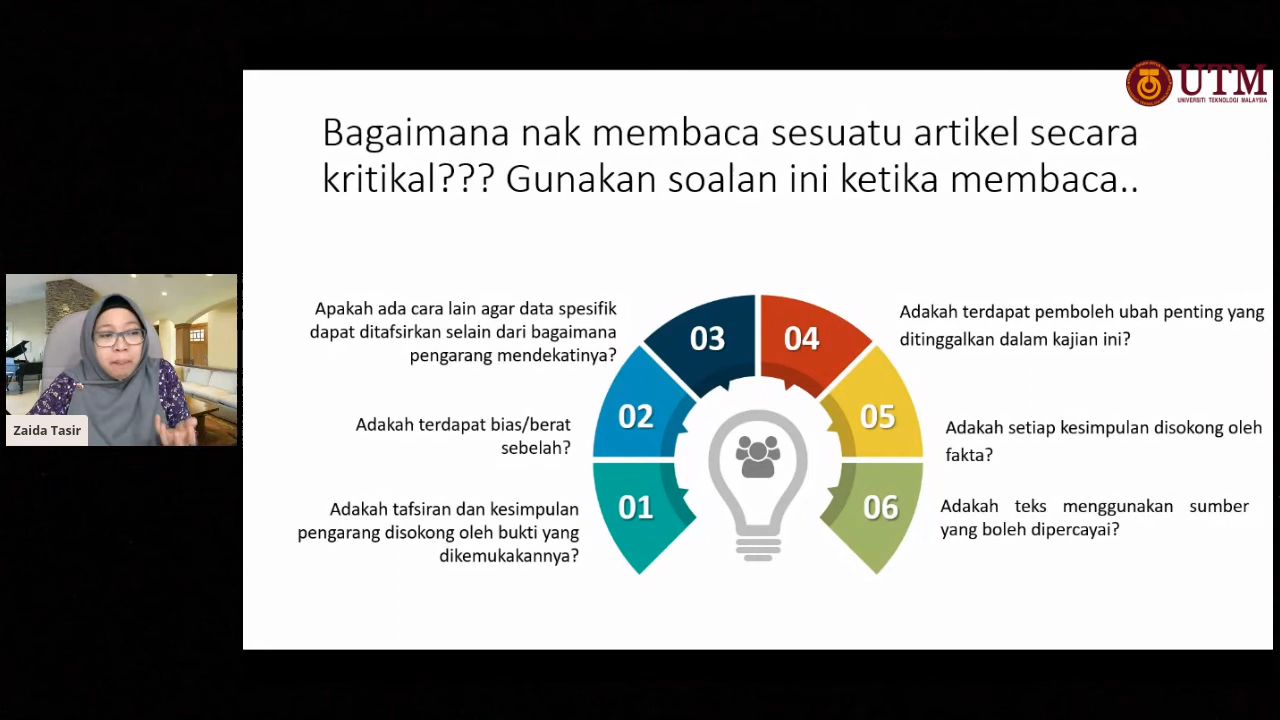 UTM
UNIVERSITI TEKNOLOGI MALAYSIA
Bagaimana nak membaca sesuatu artikel secara
kritikal??? Gunakan soalan ini ketika membaca..
Apakah ada cara lain agar data spesifik
dapat ditafsirkan selain dari bagaimana
pengarang mendekatinya?
03
04
Adakah terdapat pemboleh ubah penting yang
ditinggalkan dalam kajian ini?
Adakah terdapat bias/berat
sebelah?
02
05
Adakah setiap kesimpulan disokong oleh
fakta?
Adakah tafsiran dan kesimpulan
pengarang disokong oleh bukti yang
dikemukakannya?
01
06
Adakah teks menggunakan sumber
yang boleh dipercayai?
Zaida Tasir